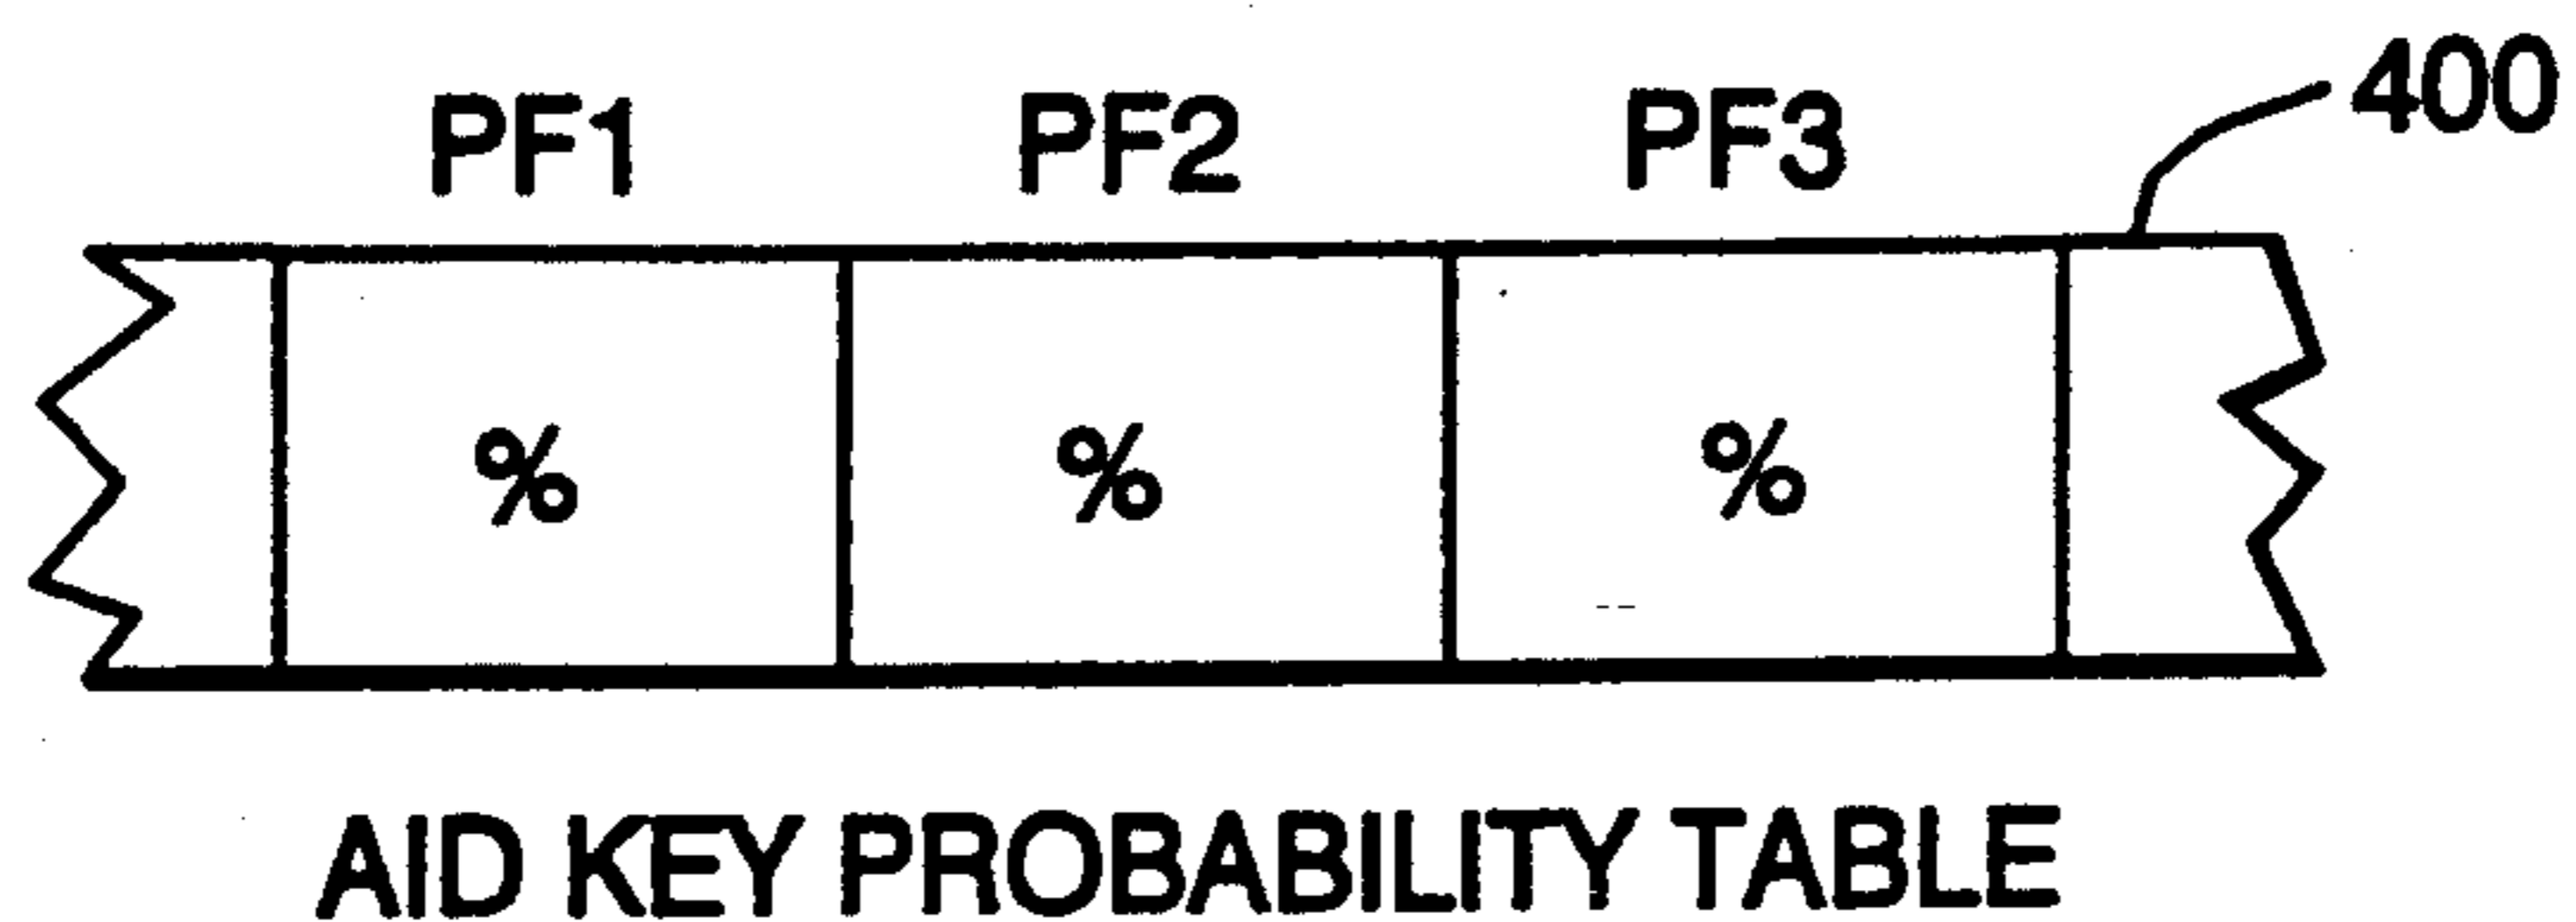 400
PF1 PF2 PF3
% % %
AID KEY PROBABILITY TABLE